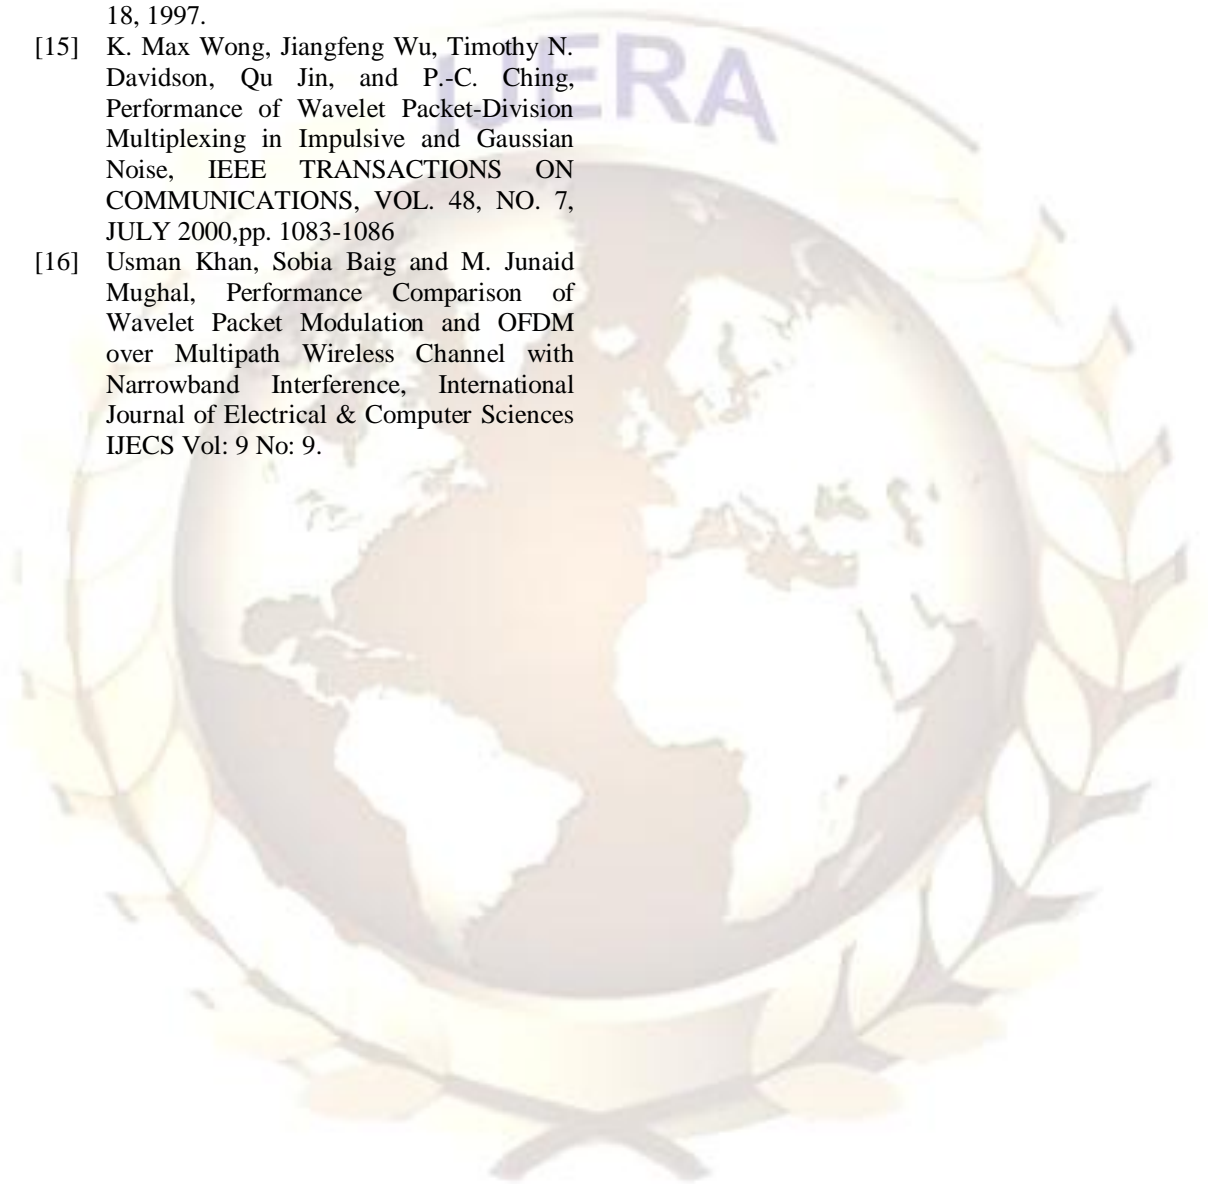 IJERA
18, 1997.
[15] K. Max Wong, Jiangfeng Wu, Timothy N.
Davidson, Qu Jin, and P.-C. Ching,
Performance of Wavelet Packet-Division
Multiplexing in Impulsive and Gaussian
Noise, IEEE TRANSACTIONS ON
COMMUNICATIONS, VOL. 48, NO. 7,
JULY 2000,pp. 1083-1086
[16] Usman Khan, Sobia Baig and M. Junaid
Mughal, Performance Comparison of
Wavelet Packet Modulation and OFDM
over Multipath Wireless Channel with
Narrowband Interference, International
Journal of Electrical & Computer Sciences
IJECS Vol: 9 No: 9.